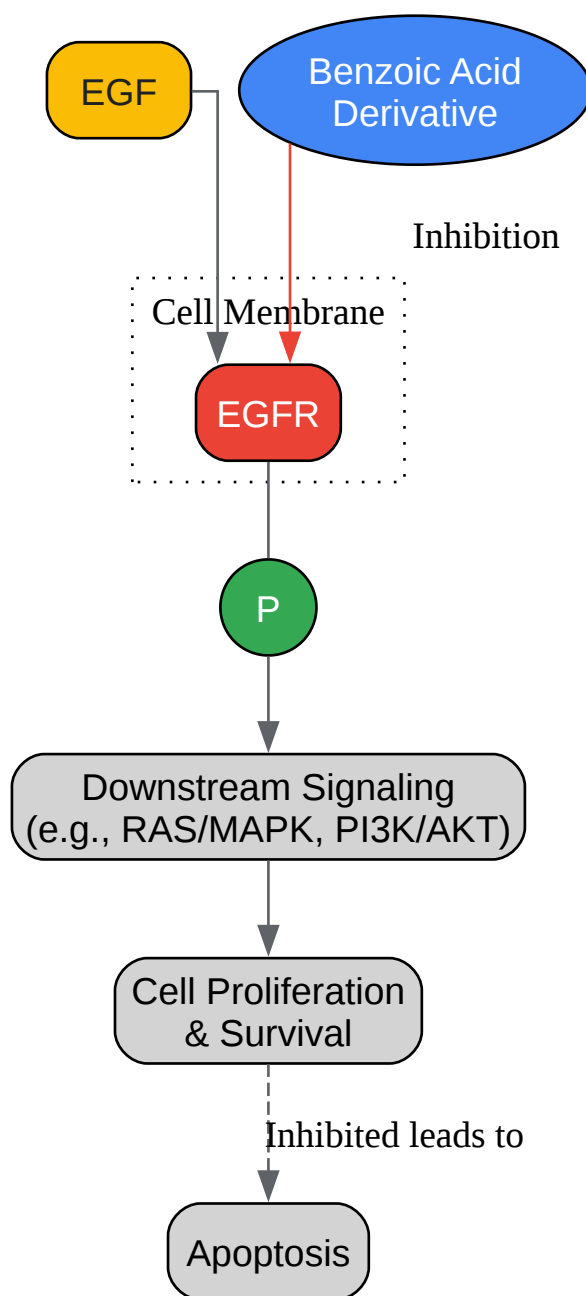 EGF
Benzoic Acid
Derivative
Inhibition
Cell Membrane
EGFR
P
Downstream Signaling
(e.g., RAS/MAPK, PI3K/AKT)
Cell Proliferation
& Survival
Inhibited leads to
Apoptosis